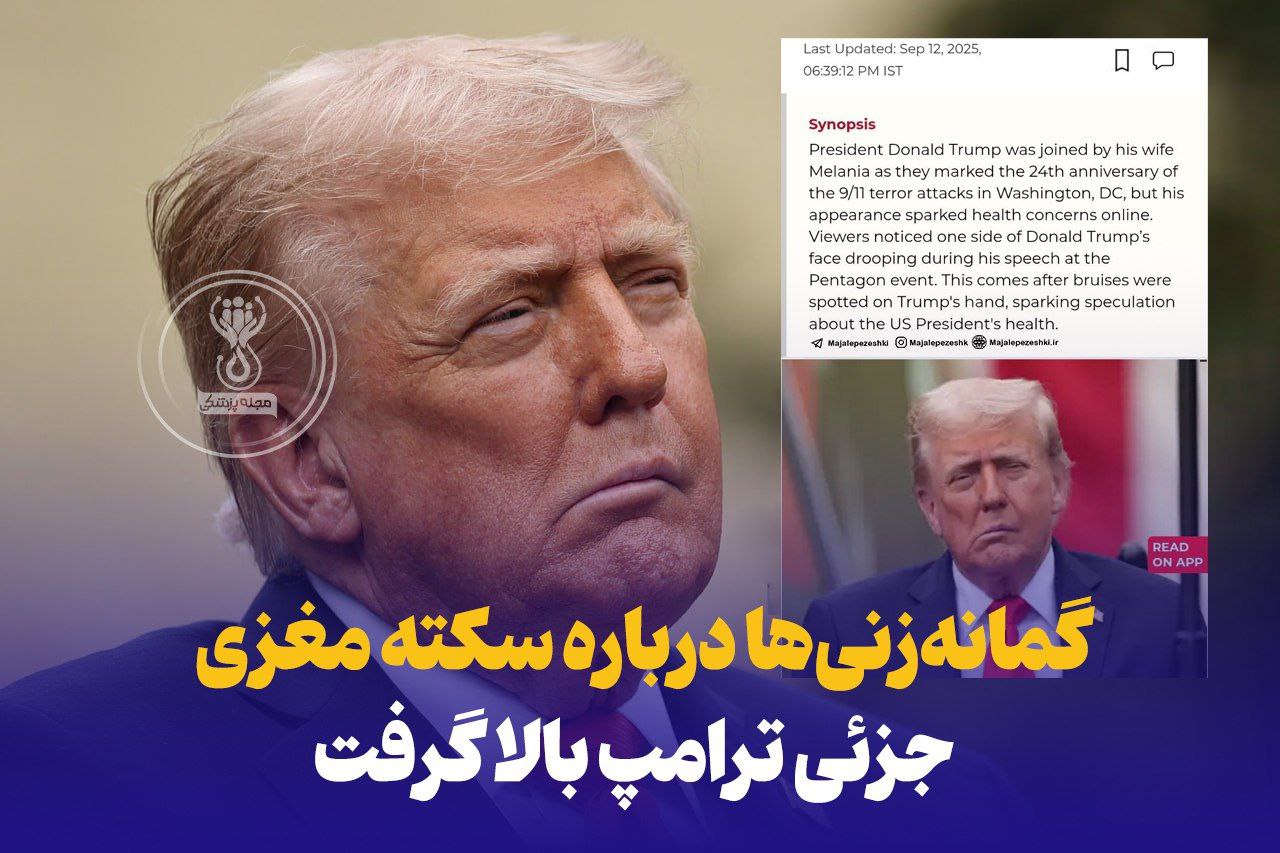 Last Updated: Sep 12, 2025,
06:39:12 PM IST
Synopsis
President Donald Trump was joined by his wife
Melania as they marked the 24th anniversary of
the 9/11 terror attacks in Washington, DC, but his
appearance sparked health concerns online.
Viewers noticed one side of Donald Trump’s
face drooping during his speech at the
Pentagon event. This comes after bruises were
spotted on Trump's hand, sparking speculation
about the US President's health.
Majalepezeshki Majalepezeshk Majalepezeshki.ir
مجله پزشکی
READ
ON APP
گمانه‌زنی‌ها درباره سکته مغزی
جزئی ترامپ بالا گرفت